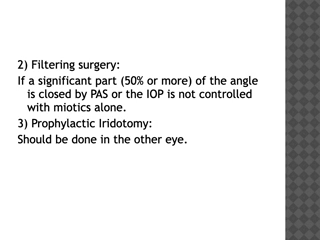 2) Filtering surgery:
If a significant part (50% or more) of the angle
is closed by PAS or the IOP is not controlled
with miotics alone.
3) Prophylactic Iridotomy:
Should be done in the other eye.